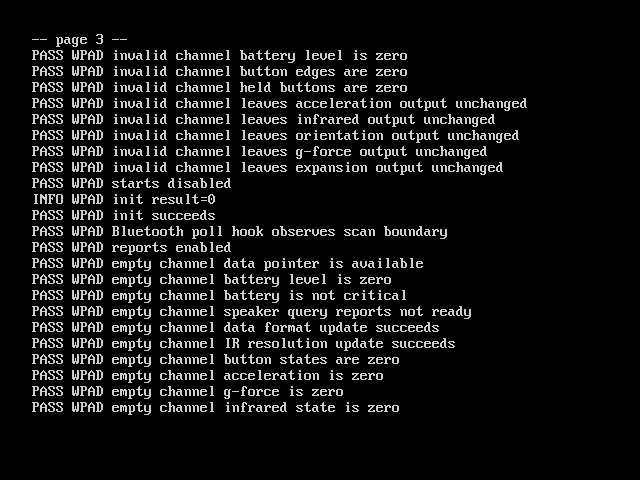 -- page 3 --
PASS WPAD invalid channel battery level is zero
PASS WPAD invalid channel button edges are zero
PASS WPAD invalid channel held buttons are zero
PASS WPAD invalid channel leaves acceleration output unchanged
PASS WPAD invalid channel leaves infrared output unchanged
PASS WPAD invalid channel leaves orientation output unchanged
PASS WPAD invalid channel leaves g-force output unchanged
PASS WPAD invalid channel leaves expansion output unchanged
PASS WPAD starts disabled
INFO WPAD init result=0
PASS WPAD init succeeds
PASS WPAD Bluetooth poll hook observes scan boundary
PASS WPAD reports enabled
PASS WPAD empty channel data pointer is available
PASS WPAD empty channel battery level is zero
PASS WPAD empty channel battery is not critical
PASS WPAD empty channel speaker query reports not ready
PASS WPAD empty channel data format update succeeds
PASS WPAD empty channel IR resolution update succeeds
PASS WPAD empty channel button states are zero
PASS WPAD empty channel acceleration is zero
PASS WPAD empty channel g-force is zero
PASS WPAD empty channel infrared state is zero